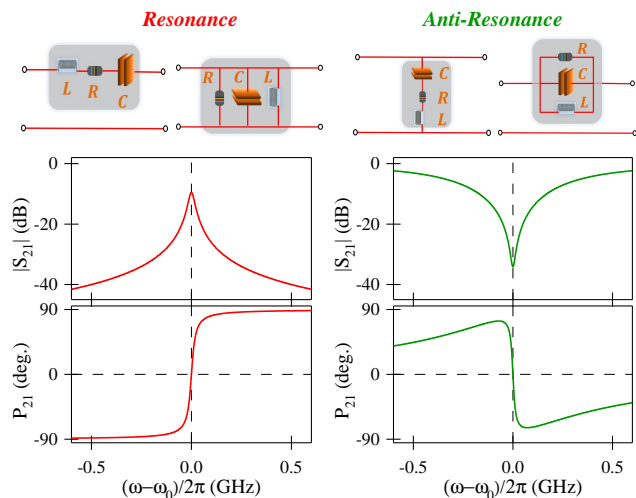 Resonance
Anti-Resonance
L R C
R C L
C
R
L
R
C
L
|S21| (dB)
0
-20
-40
|S21| (dB)
0
-20
-40
P21 (deg.)
90
0
-90
P21 (deg.)
90
0
-90
-0.5 0.0 0.5
(ω-ω0)/2π (GHz)
-0.5 0.0 0.5
(ω-ω0)/2π (GHz)